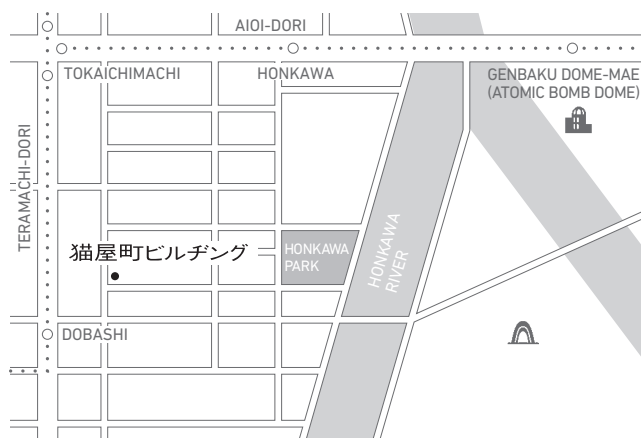 AIOI-DORI
TOKAICHIMACHI
HONKAWA
GENBAKU DOME-MAE
(ATOMIC BOMB DOME)
TERAMACHI-DORI
猫屋町ビルヂング
HONKAWA
PARK
HONKAWA
RIVER
DOBASHI